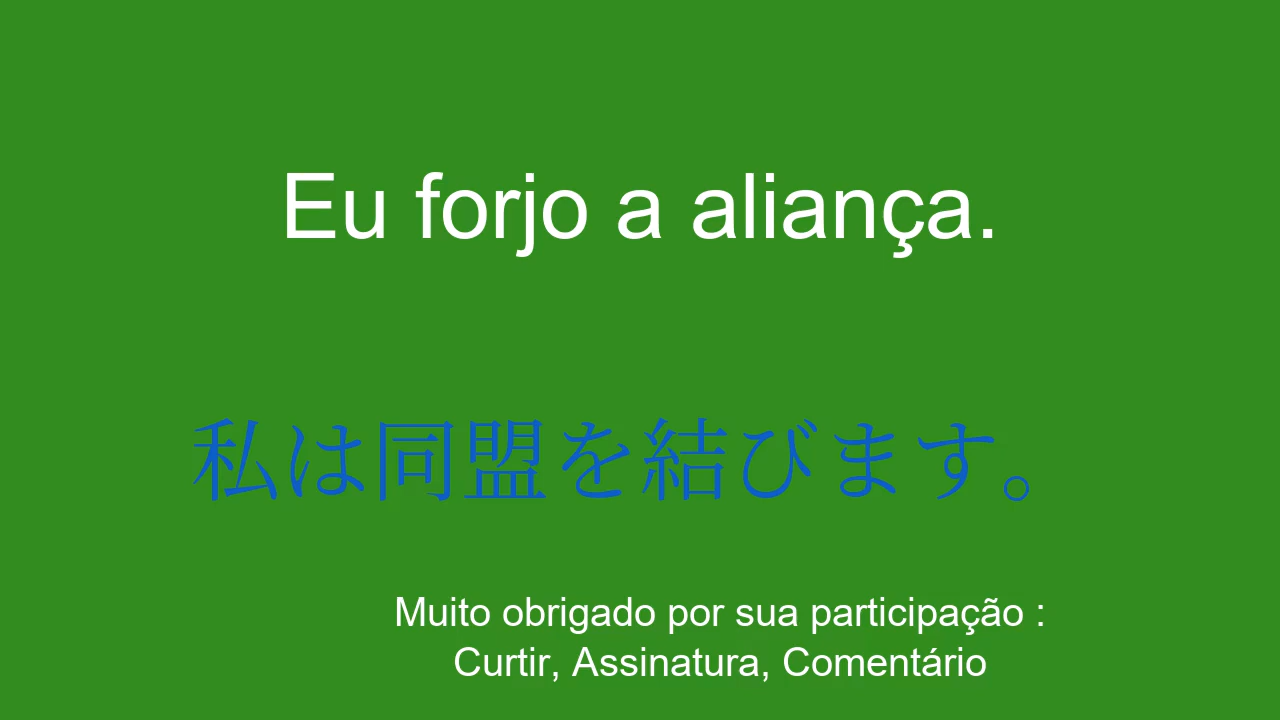 Eu forjo a aliança.
私は同盟を結びます。
Muito obrigado por sua participação :
Curtir, Assinatura, Comentário